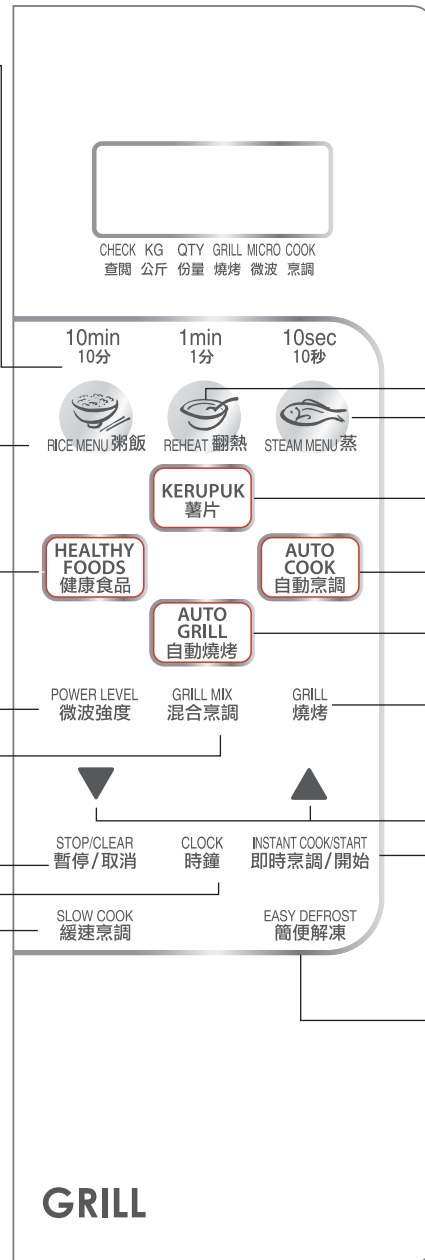 CHECK KG QTY GRILL MICRO COOK
查閱 公斤 份量 燒烤 微波 烹調
10min 1min 10sec
10分 1分 10秒
RICE MENU 粥飯 REHEAT 翻熱 STEAM MENU 蒸
KERUPUK
薯片
HEALTHY
FOODS
健康食品
AUTO
COOK
自動烹調
AUTO
GRILL
自動燒烤
POWER LEVEL GRILL MIX GRILL
微波強度 混合烹調 燒烤
STOP/CLEAR CLOCK INSTANT COOK/START
暫停/取消 時鐘 即時烹調/開始
SLOW COOK EASY DEFROST
緩速烹調 簡便解凍
GRILL